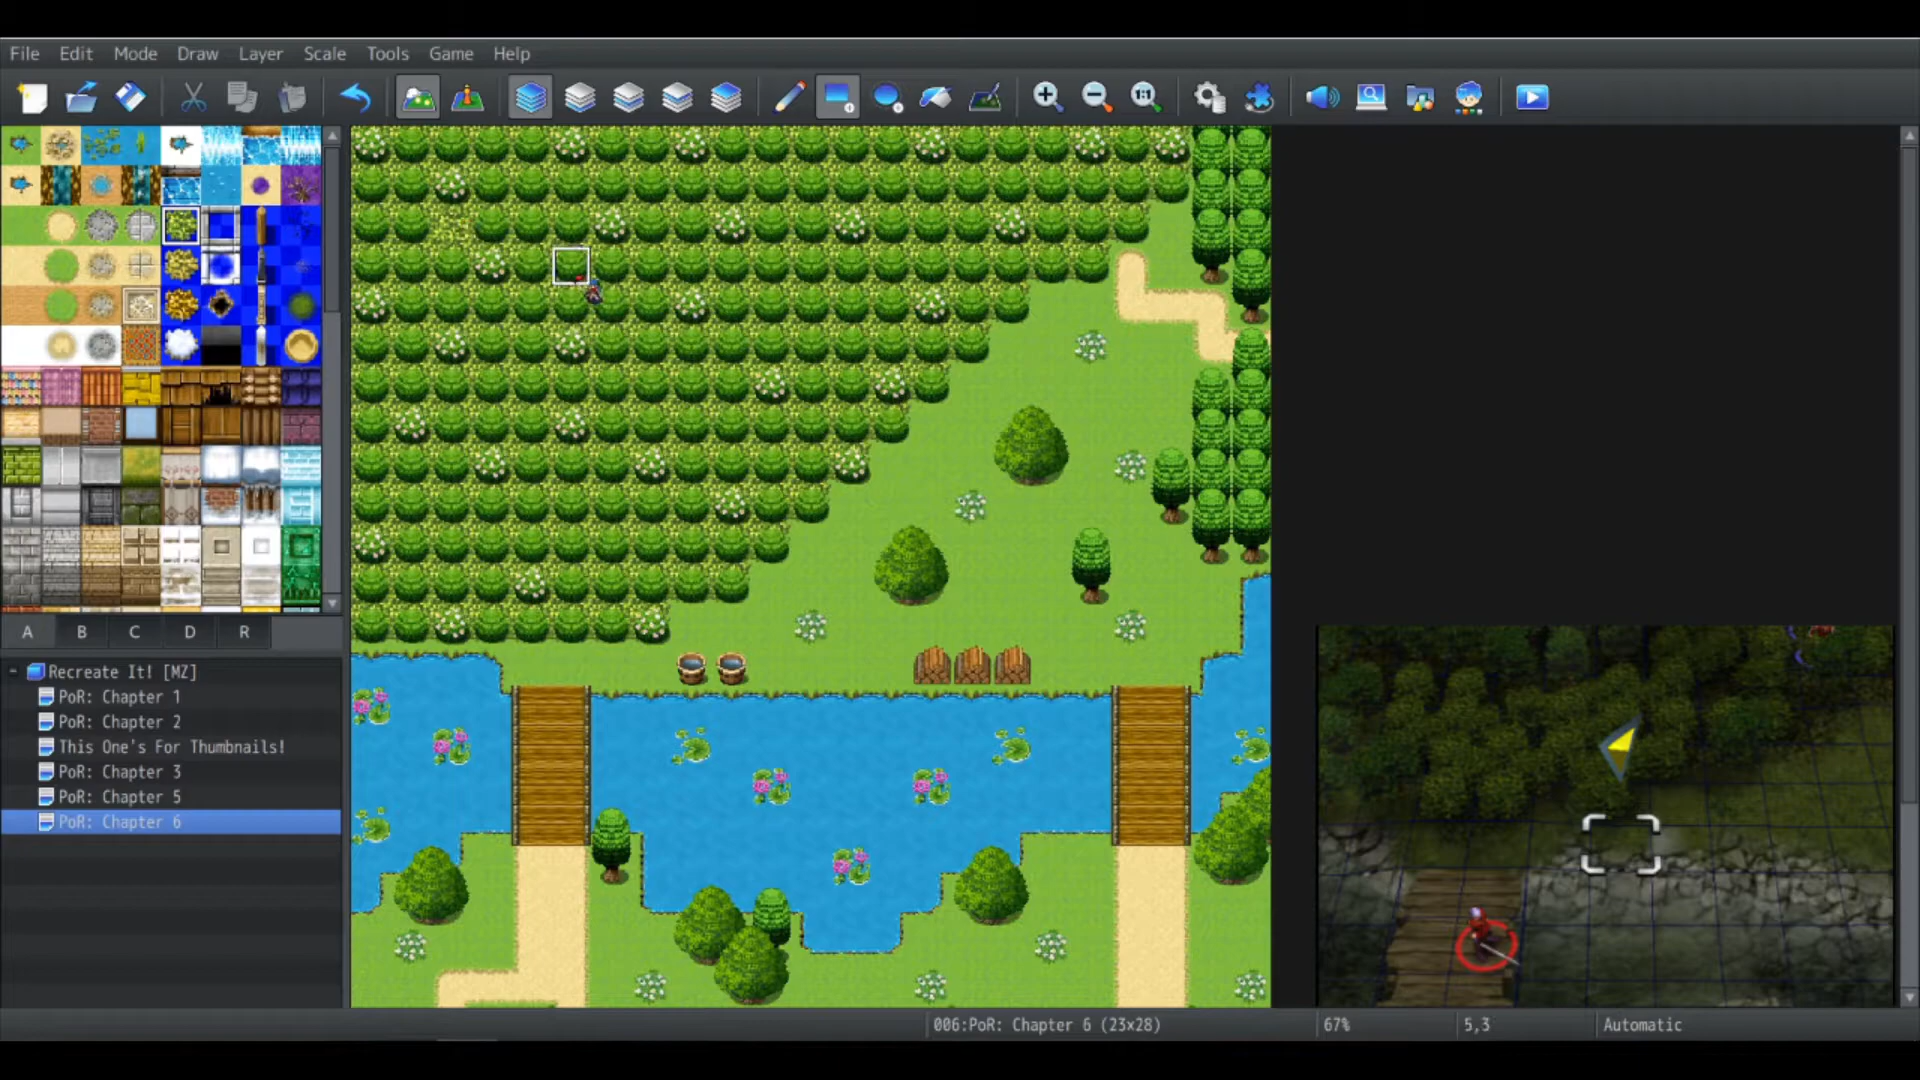 File Edit Mode Draw Layer Scale Tools Game Help
1:1
A B C D R
Recreate It! [MZ]
PoR: Chapter 1
PoR: Chapter 2
This One's For Thumbnails!
PoR: Chapter 3
PoR: Chapter 5
PoR: Chapter 6
006:PoR: Chapter 6 (23x28) 67% 5,3 Automatic